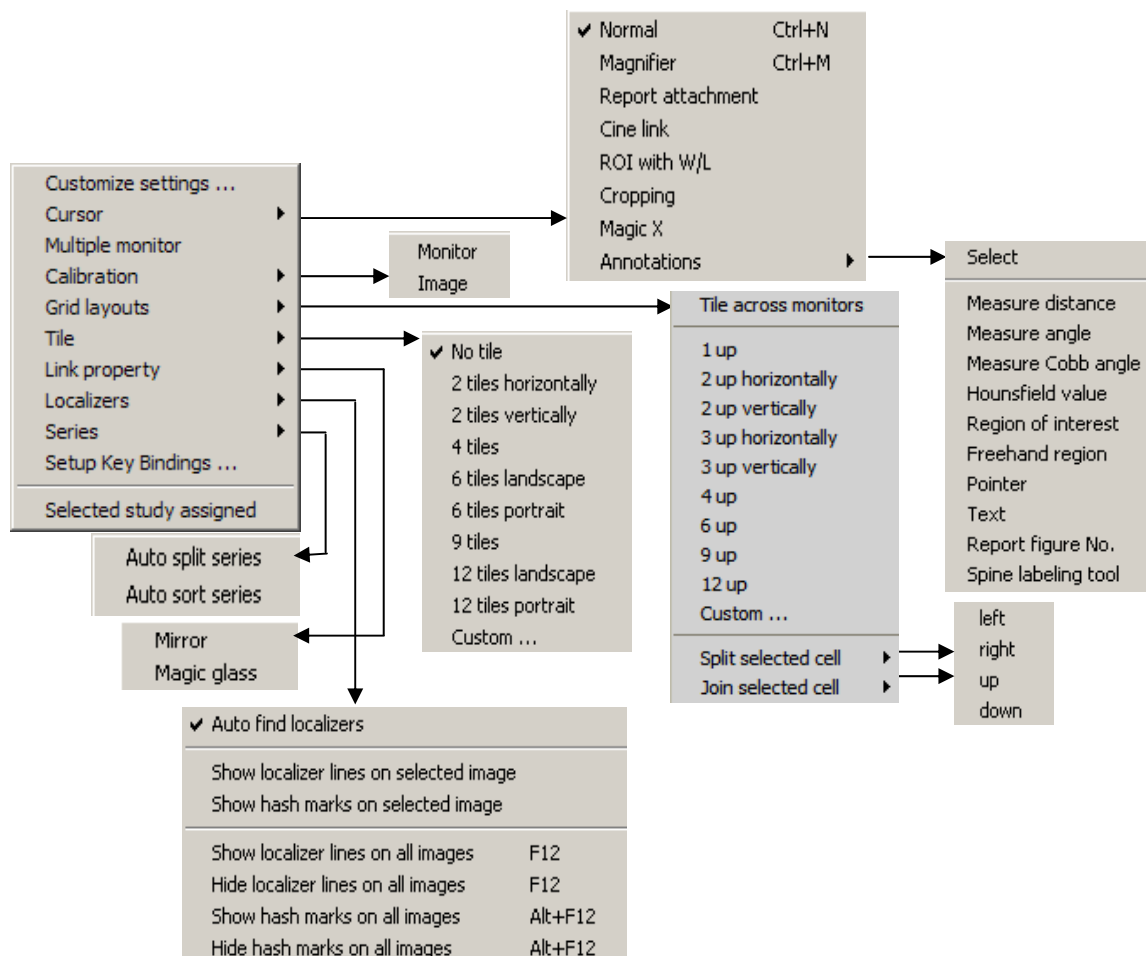 Normal Ctrl+N
Magnifier Ctrl+M
Report attachment
Cine link
ROI with W/L
Cropping
Magic X
Annotations
Customize settings ...
Cursor
Multiple monitor
Calibration
Grid layouts
Tile
Link property
Localizers
Series
Setup Key Bindings ...
Selected study assigned
Monitor
Image
Select
Measure distance
Measure angle
Measure Cobb angle
Hounsfield value
Region of interest
Freehand region
Pointer
Text
Report figure No.
Spine labeling tool
Tile across monitors
1 up
2 up horizontally
2 up vertically
3 up horizontally
3 up vertically
4 up
6 up
9 up
12 up
Custom ...
Split selected cell
Join selected cell
No tile
2 tiles horizontally
2 tiles vertically
4 tiles
6 tiles landscape
6 tiles portrait
9 tiles
12 tiles landscape
12 tiles portrait
Custom ...
Auto split series
Auto sort series
Mirror
Magic glass
left
right
up
down
Auto find localizers
Show localizer lines on selected image
Show hash marks on selected image
Show localizer lines on all images F12
Hide localizer lines on all images F12
Show hash marks on all images Alt+F12
Hide hash marks on all images Alt+F12